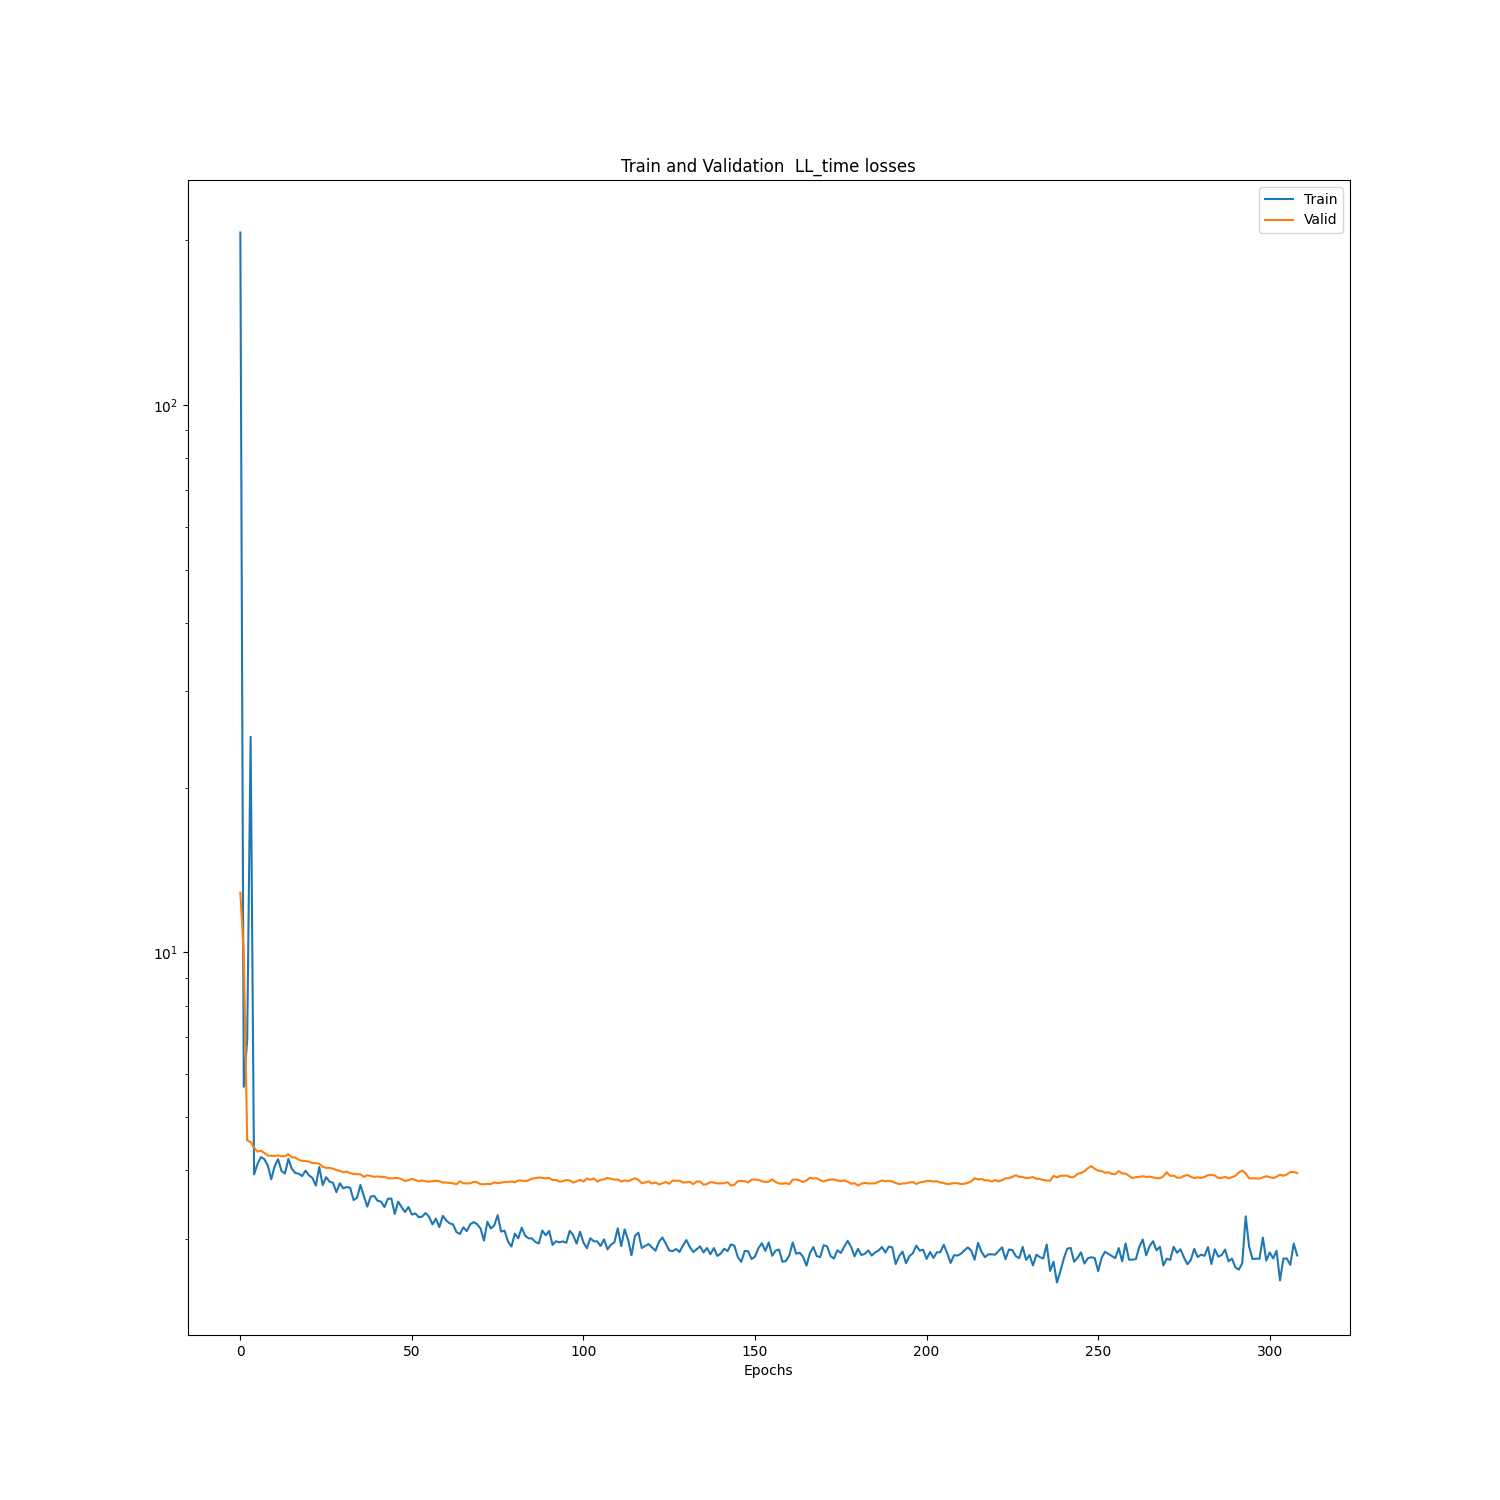 Train and Validation  LL_time losses
Train
Valid
10²
10¹
0 50 100 150 200 250 300
Epochs